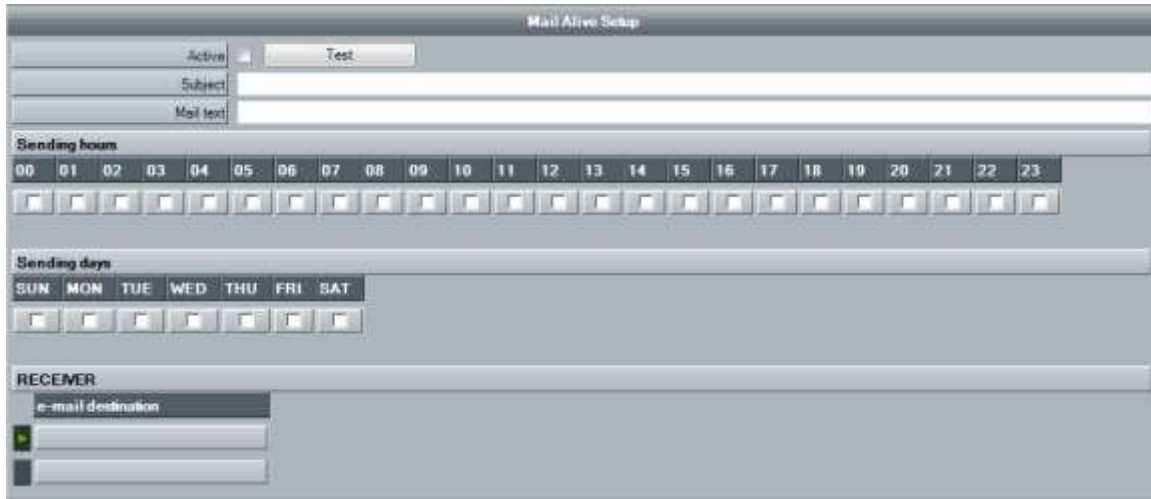 Mail Alive Setup
Active Test
Subject
Mail text
Sending hours
00 01 02 03 04 05 06 07 08 09 10 11 12 13 14 15 16 17 18 19 20 21 22 23
Sending days
SUN MON TUE WED THU FRI SAT
RECEIVER
e-mail destination